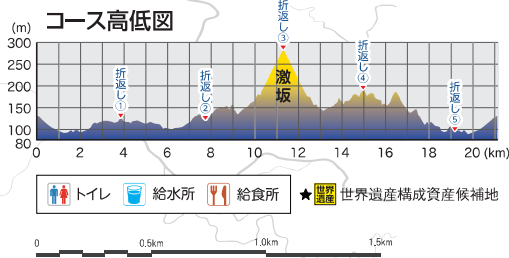 コース高低図
(m)
300
250
200
150
100
80
折返し①
折返し②
折返し③
折返し④
折返し⑤
激坂
0 2 4 6 8 10 12 14 16 18 20 (km)
トイレ 給水所 給食所 ★ 世界遺産 世界遺産構成資産候補地
0 0.5km 1.0km 1.5km